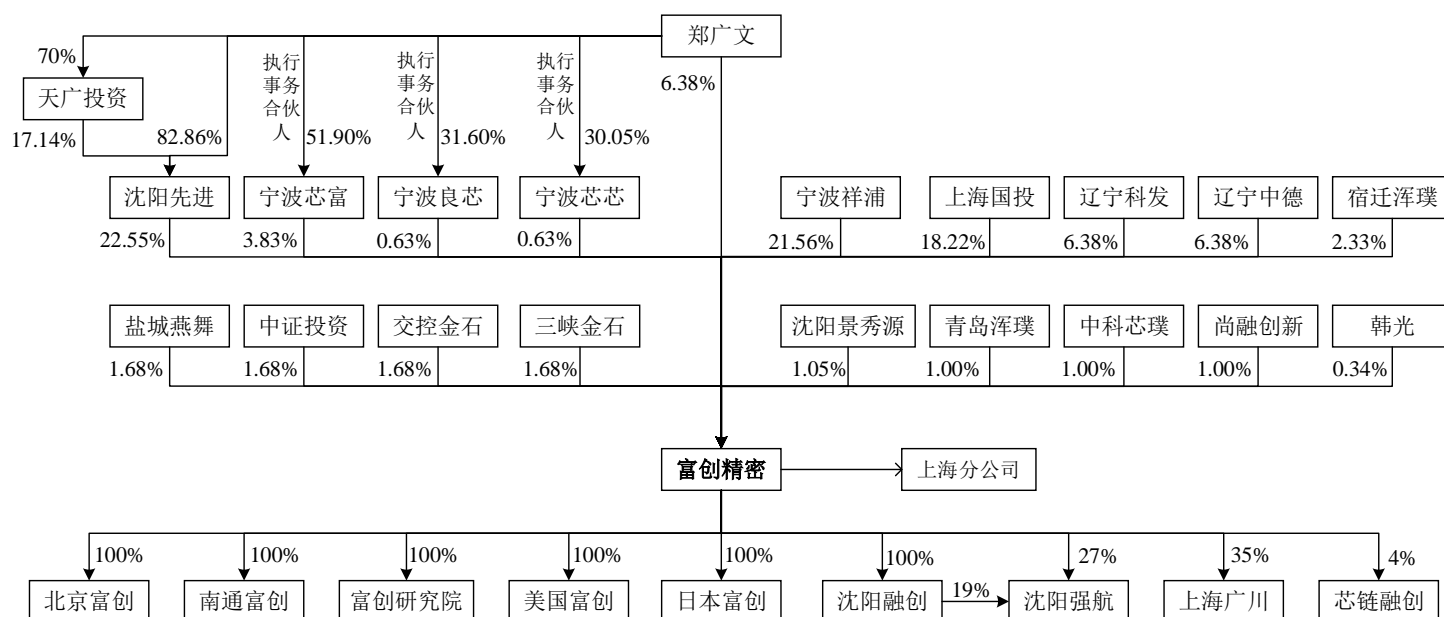 郑广文
70%
执行事务合伙人
执行事务合伙人
执行事务合伙人
6.38%
天广投资
17.14%
82.86%
51.90%
31.60%
30.05%
沈阳先进
宁波芯富
宁波良芯
宁波芯芯
宁波祥浦
上海国投
辽宁科发
辽宁中德
宿迁浑璞
22.55%
3.83%
0.63%
0.63%
21.56%
18.22%
6.38%
6.38%
2.33%
盐城燕舞
中证投资
交控金石
三峡金石
沈阳景秀源
青岛浑璞
中科芯璞
尚融创新
韩光
1.68%
1.68%
1.68%
1.68%
1.05%
1.00%
1.00%
1.00%
0.34%
富创精密
上海分公司
100%
100%
100%
100%
100%
100%
27%
35%
4%
北京富创
南通富创
富创研究院
美国富创
日本富创
沈阳融创
19%
沈阳强航
上海广川
芯链融创